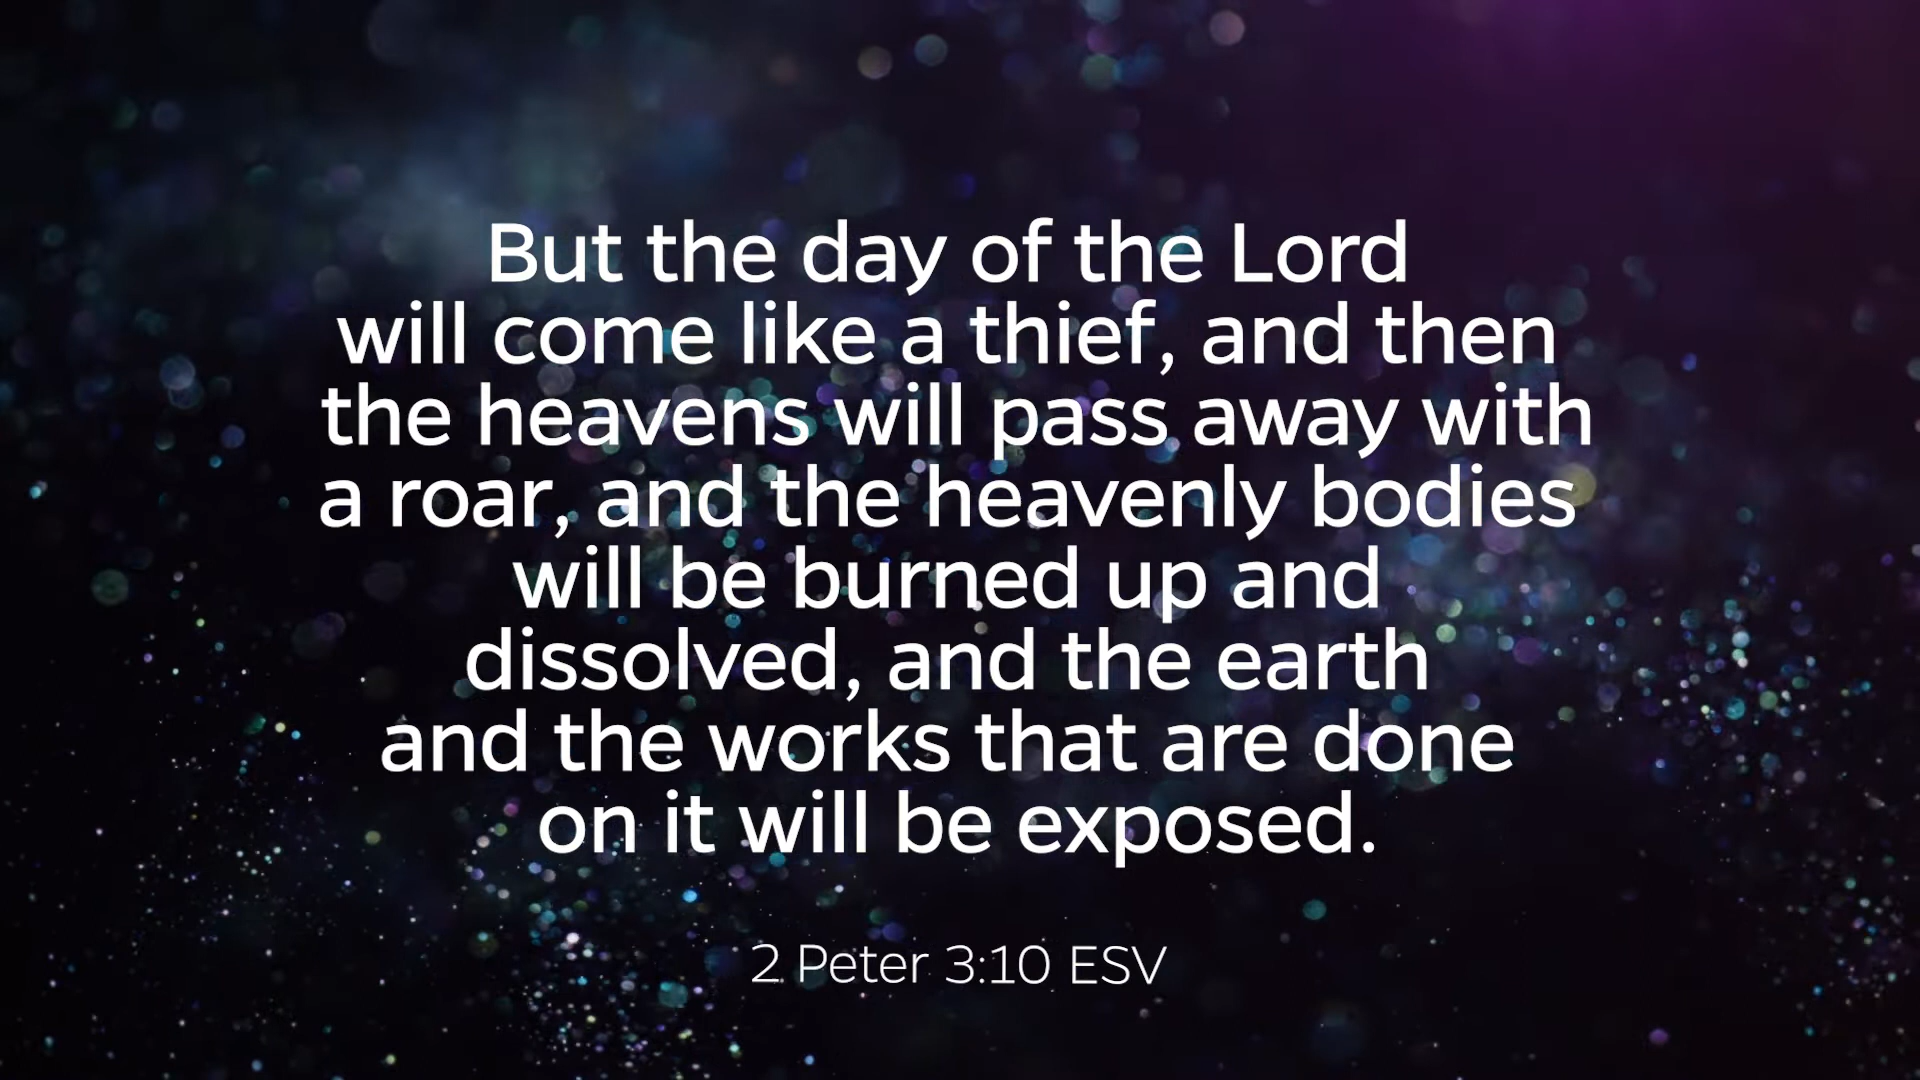 But the day of the Lord
will come like a thief, and then
the heavens will pass away with
a roar, and the heavenly bodies
will be burned up and
dissolved, and the earth
and the works that are done
on it will be exposed.
2 Peter 3:10 ESV